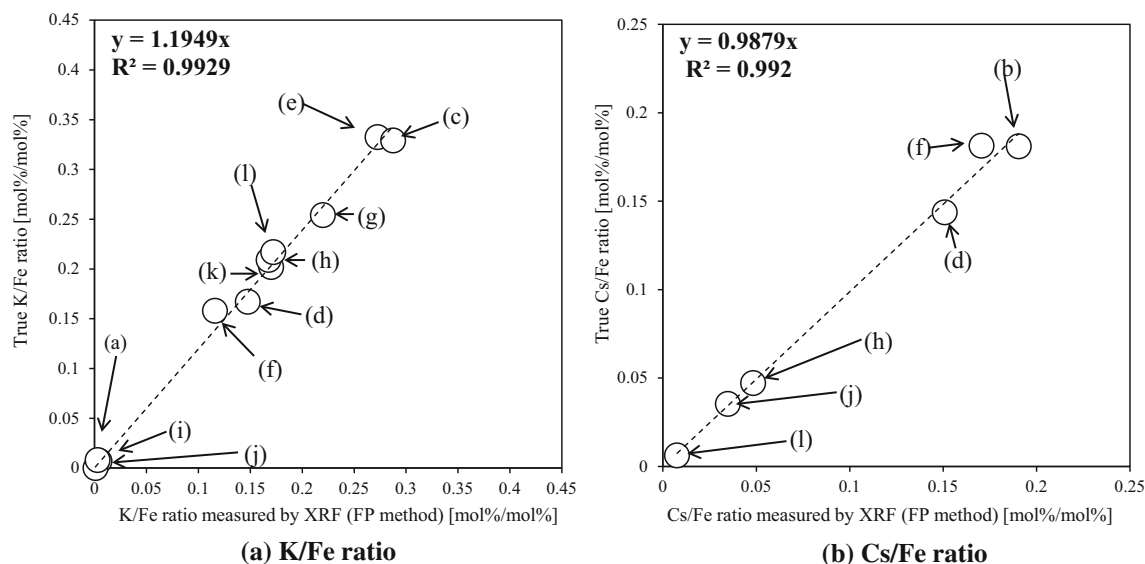 0.45
0.4
0.35
0.3
0.25
0.2
0.15
0.1
0.05
0
y = 1.1949x
R² = 0.9929
(e)
(c)
(l)
(g)
(k)
(h)
(d)
(f)
(a)
(i)
(j)
0 0.05 0.1 0.15 0.2 0.25 0.3 0.35 0.4 0.45
True K/Fe ratio [mol%/mol%]
K/Fe ratio measured by XRF (FP method) [mol%/mol%]
(a) K/Fe ratio
0.25
0.2
0.15
0.1
0.05
0
y = 0.9879x
R² = 0.992
(b)
(f)
(d)
(h)
(j)
(l)
0 0.05 0.1 0.15 0.2 0.25
True Cs/Fe ratio [mol%/mol%]
Cs/Fe ratio measured by XRF (FP method) [mol%/mol%]
(b) Cs/Fe ratio